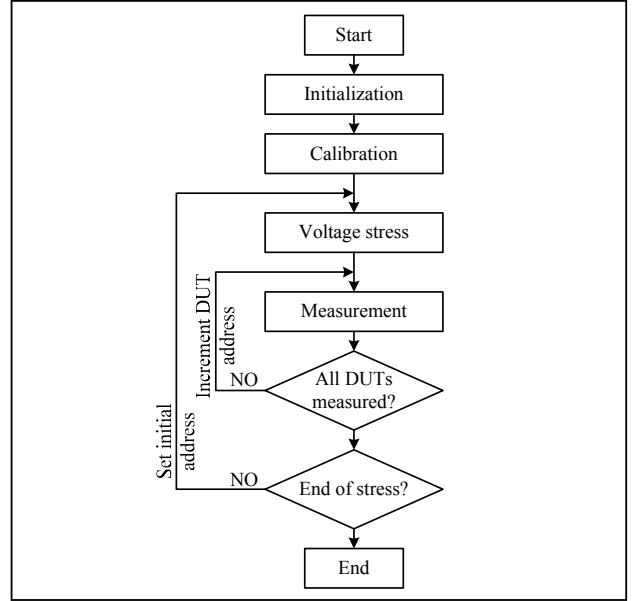 Start
Initialization
Calibration
Voltage stress
Measurement
Increment DUT
address
NO
All DUTs
measured?
Set initial
address
NO
End of stress?
End